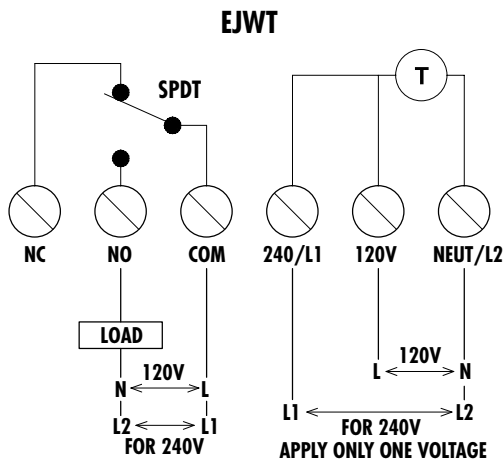 EJWT
SPDT
T
NC NO COM 240/L1 120V NEUT/L2
LOAD
120V
N L
L2 L1
FOR 240V
120V
L N
L1 L2
FOR 240V
APPLY ONLY ONE VOLTAGE